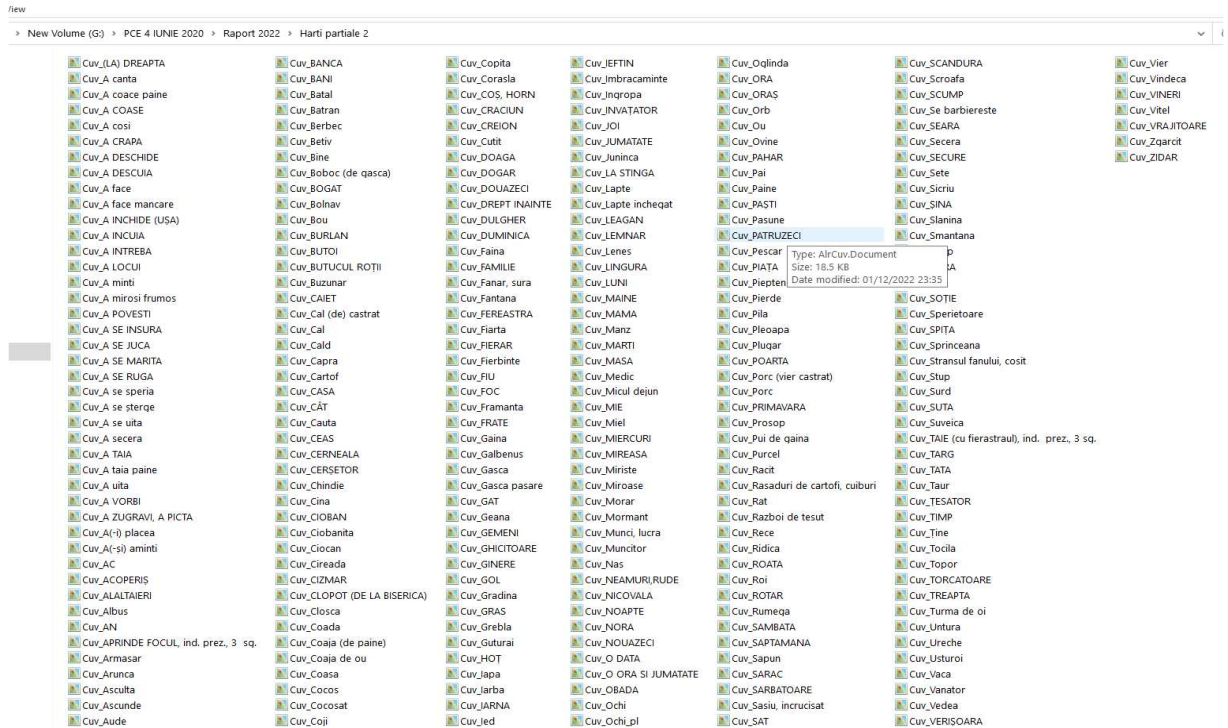 View
New Volume (G:) > PCE 4 IUNIE 2020 > Raport 2022 > Harti partiale 2
Cuv_(LA) DREAPTA
Cuv_A canta
Cuv_A coace paine
Cuv_A COASE
Cuv_A cosi
Cuv_A CRAPA
Cuv_A DESCHIDE
Cuv_A DESCUIA
Cuv_A face
Cuv_A face mancare
Cuv_A INCHIDE (UȘA)
Cuv_A INCUIA
Cuv_A INTREBA
Cuv_A LOCUI
Cuv_A minti
Cuv_A mirosi frumos
Cuv_A POVESTI
Cuv_A SE INSURA
Cuv_A SE JUCA
Cuv_A SE MARITA
Cuv_A SE RUGA
Cuv_A se speria
Cuv_A se șterge
Cuv_A se uita
Cuv_A secera
Cuv_A TAIA
Cuv_A taia paine
Cuv_A uita
Cuv_A VORBI
Cuv_A ZUGRAVI, A PICTA
Cuv_A(-i) placea
Cuv_A(-si) aminti
Cuv_AC
Cuv_ACOPERIȘ
Cuv_ALALTAIERI
Cuv_Albus
Cuv_AN
Cuv_APRINDE FOCUL, ind. prez., 3 sg.
Cuv_Armasar
Cuv_Arunca
Cuv_Asculta
Cuv_Ascunde
Cuv_Aude
Cuv_BANCA
Cuv_BANI
Cuv_Batal
Cuv_Batran
Cuv_Berbec
Cuv_Betiv
Cuv_Bine
Cuv_Boboc (de gasca)
Cuv_BOGAT
Cuv_Bolnav
Cuv_Bou
Cuv_BURLAN
Cuv_BUTOI
Cuv_BUTUCUL ROȚII
Cuv_Buzunar
Cuv_CAIET
Cuv_Cal (de) castrat
Cuv_Cal
Cuv_Cald
Cuv_Capra
Cuv_Cartof
Cuv_CASA
Cuv_CÂT
Cuv_Cauta
Cuv_CEAS
Cuv_CERNEALA
Cuv_CERȘETOR
Cuv_Chindie
Cuv_Cina
Cuv_CIOBAN
Cuv_Ciobanita
Cuv_Ciocan
Cuv_Cireada
Cuv_CIZMAR
Cuv_CLOPOT (DE LA BISERICA)
Cuv_Closca
Cuv_Coada
Cuv_Coaja (de paine)
Cuv_Coaja de ou
Cuv_Coasa
Cuv_Cocos
Cuv_Cocosat
Cuv_Coji
Cuv_Copita
Cuv_Corasla
Cuv_COȘ, HORN
Cuv_CRACIUN
Cuv_CREION
Cuv_Cutit
Cuv_DOAGA
Cuv_DOGAR
Cuv_DOUAZECI
Cuv_DREPT INAINTE
Cuv_DULGHER
Cuv_DUMINICA
Cuv_Faina
Cuv_FAMILIE
Cuv_Fanar, sura
Cuv_Fantana
Cuv_FEREASTRA
Cuv_Fiarta
Cuv_FIERAR
Cuv_Fierbinte
Cuv_FIU
Cuv_FOC
Cuv_Framanta
Cuv_FRATE
Cuv_Gaina
Cuv_Galbenus
Cuv_Gasca
Cuv_Gasca pasare
Cuv_GAT
Cuv_Geana
Cuv_GEMENI
Cuv_GHICITOARE
Cuv_GINERE
Cuv_GOL
Cuv_Gradina
Cuv_GRAS
Cuv_Grebla
Cuv_Guturai
Cuv_HOȚ
Cuv_Iapa
Cuv_Iarba
Cuv_IARNA
Cuv_Ied
Cuv_IEFTIN
Cuv_Imbracaminte
Cuv_Ingropa
Cuv_INVAȚATOR
Cuv_JOI
Cuv_JUMATATE
Cuv_Juninca
Cuv_LA STINGA
Cuv_Lapte
Cuv_Lapte inchegat
Cuv_LEAGAN
Cuv_LEMNAR
Cuv_Lenes
Cuv_LINGURA
Cuv_LUNI
Cuv_MAINE
Cuv_MAMA
Cuv_Manz
Cuv_MARTI
Cuv_MASA
Cuv_Medic
Cuv_Micul dejun
Cuv_MIE
Cuv_Miel
Cuv_MIERCURI
Cuv_MIREASA
Cuv_Miriste
Cuv_Miroase
Cuv_Morar
Cuv_Mormant
Cuv_Munci, lucra
Cuv_Muncitor
Cuv_Nas
Cuv_NEAMURI,RUDE
Cuv_NICOVALA
Cuv_NOAPTE
Cuv_NORA
Cuv_NOUAZECI
Cuv_O DATA
Cuv_O ORA SI JUMATATE
Cuv_OBADA
Cuv_Ochi
Cuv_Ochi_pl
Cuv_Oglinda
Cuv_ORA
Cuv_ORAȘ
Cuv_Orb
Cuv_Ou
Cuv_Ovine
Cuv_PAHAR
Cuv_Pai
Cuv_Paine
Cuv_PAȘTI
Cuv_Pasune
Cuv_PATRUZECI
Cuv_Pescar
Cuv_PIAȚA
Cuv_Piepten
Cuv_Pierde
Cuv_Pila
Cuv_Pleoapa
Cuv_Plugar
Cuv_POARTA
Cuv_Porc (vier castrat)
Cuv_Porc
Cuv_PRIMAVARA
Cuv_Prosop
Cuv_Pui de gaina
Cuv_Purcel
Cuv_Racit
Cuv_Rasaduri de cartofi, cuiburi
Cuv_Rat
Cuv_Razboi de tesut
Cuv_Rece
Cuv_Ridica
Cuv_ROATA
Cuv_Roi
Cuv_ROTAR
Cuv_Rumega
Cuv_SAMBATA
Cuv_SAPTAMANA
Cuv_Sapun
Cuv_SARAC
Cuv_SARBATOARE
Cuv_Sasiu, incrucisat
Cuv_SAT
Type: AlrCuv.Document
Size: 18.5 KB
Date modified: 01/12/2022 23:35
Cuv_SCANDURA
Cuv_Scroafa
Cuv_SCUMP
Cuv_Se barbiereste
Cuv_SEARA
Cuv_Secera
Cuv_SECURE
Cuv_Sete
Cuv_Sicriu
Cuv_ȘINA
Cuv_Slanina
Cuv_Smantana
Cuv_SOȚIE
Cuv_Sperietoare
Cuv_SPIȚA
Cuv_Sprinceana
Cuv_Stransul fanului, cosit
Cuv_Stup
Cuv_Surd
Cuv_SUTA
Cuv_Suveica
Cuv_TAIE (cu fierastraul), ind. prez., 3 sg.
Cuv_TARG
Cuv_TATA
Cuv_Taur
Cuv_ȚESATOR
Cuv_TIMP
Cuv_Ține
Cuv_Tocila
Cuv_Topor
Cuv_TORCATOARE
Cuv_TREAPTA
Cuv_Turma de oi
Cuv_Untura
Cuv_Ureche
Cuv_Usturoi
Cuv_Vaca
Cuv_Vanator
Cuv_Vedea
Cuv_VERIȘOARA
Cuv_Vier
Cuv_Vindeca
Cuv_VINERI
Cuv_Vitel
Cuv_VRAJITOARE
Cuv_Zgarcit
Cuv_ZIDAR